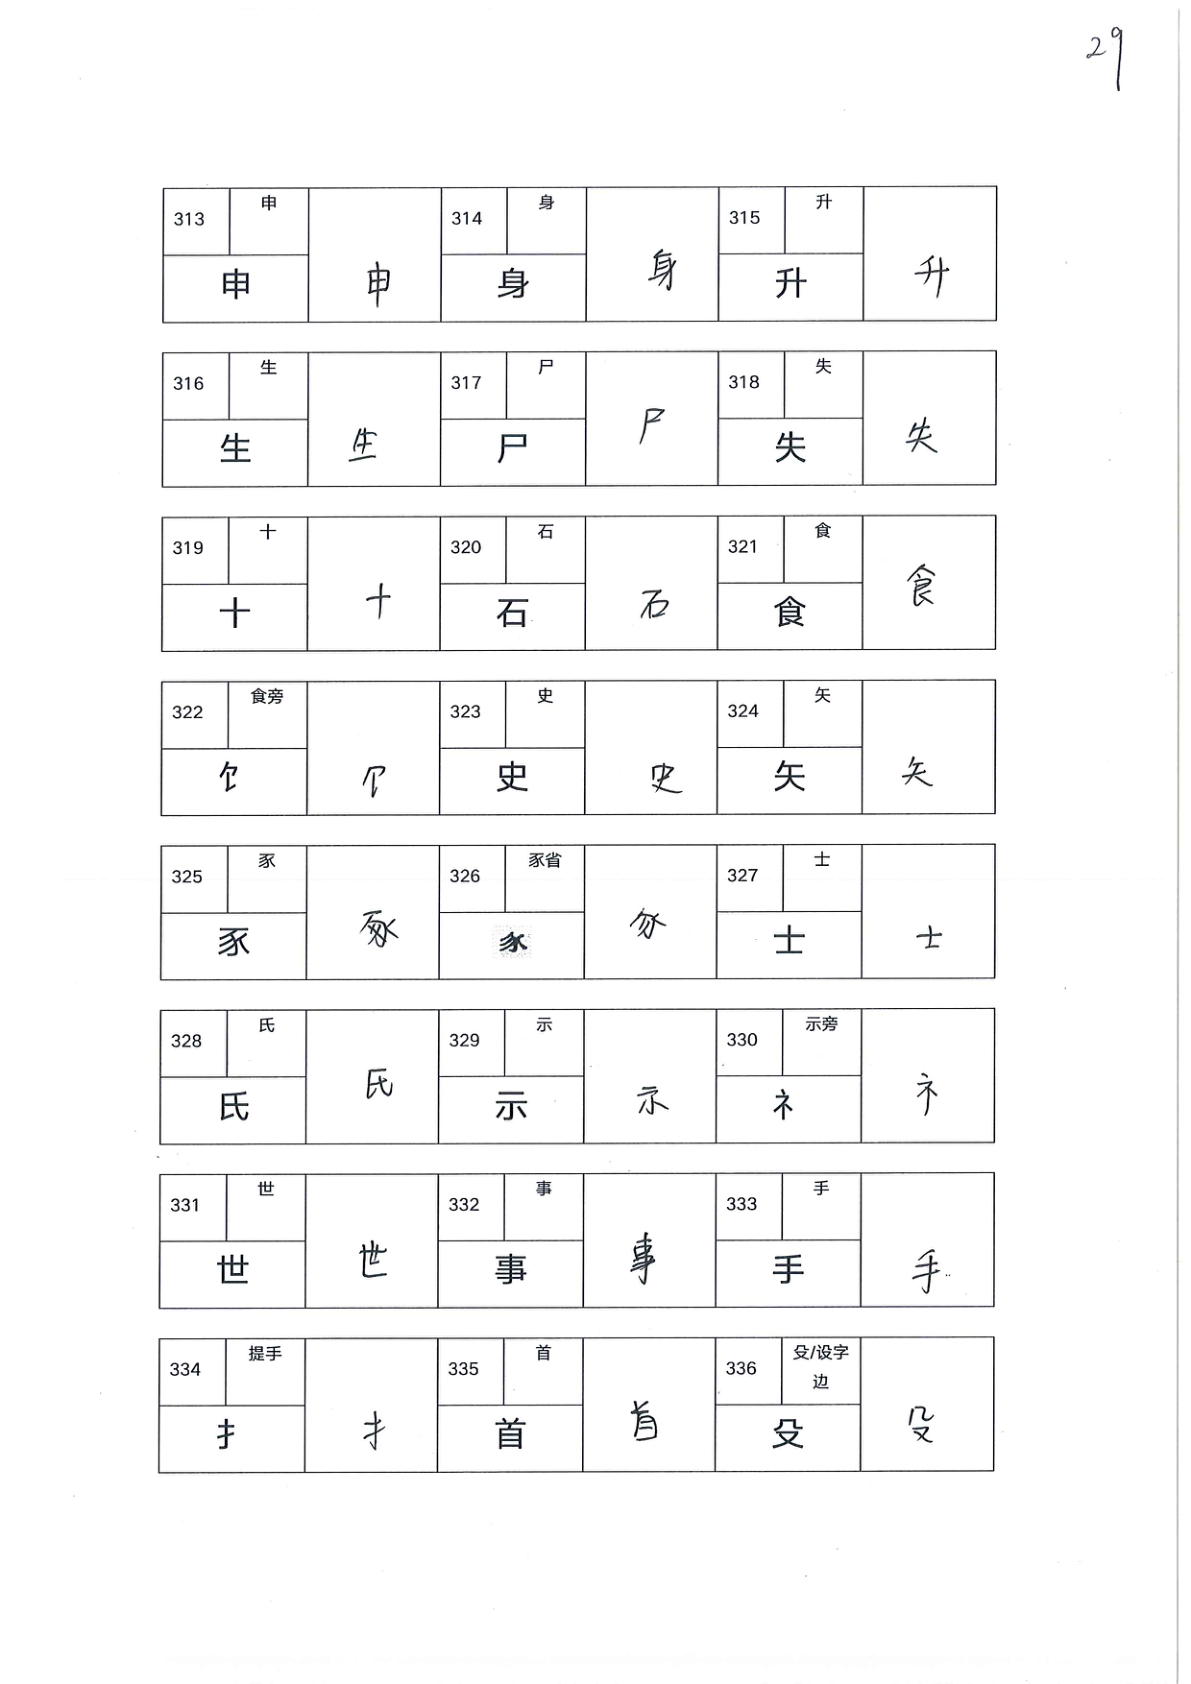 29
313 申 申 申 314 身 身 身 315 升 升 升
316 生 生 生 317 尸 尸 尸 318 失 失 失
319 十 十 十 320 石 石 石 321 食 食 食
322 食旁 饣 饣 323 史 史 史 324 矢 矢 矢
325 豕 豕 豕 326 豕省 327 士 士 士
328 氏 氏 氏 329 示 示 示 330 示旁 礻 礻
331 世 世 世 332 事 事 事 333 手 手 手
334 提手 扌 扌 335 首 首 首 336 殳/设字边 殳 殳